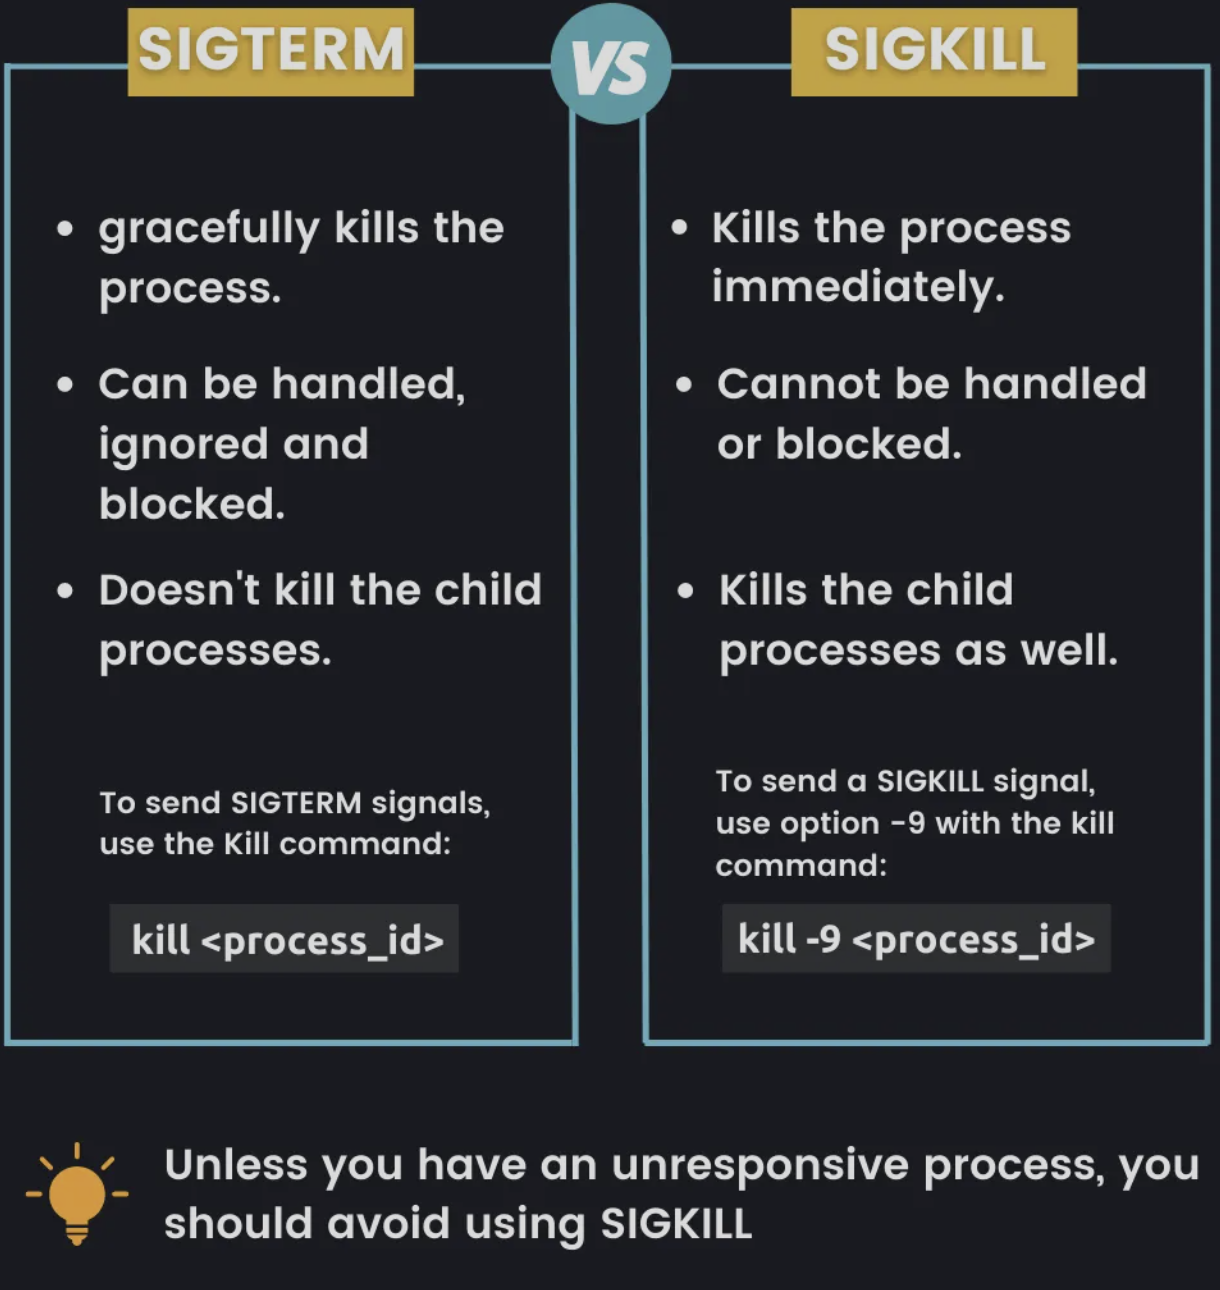 SIGTERM
VS
SIGKILL
• gracefully kills the
process.
• Can be handled,
ignored and
blocked.
• Doesn't kill the child
processes.
To send SIGTERM signals,
use the Kill command:
kill <process_id>
• Kills the process
immediately.
• Cannot be handled
or blocked.
• Kills the child
processes as well.
To send a SIGKILL signal,
use option -9 with the kill
command:
kill -9 <process_id>
Unless you have an unresponsive process, you
should avoid using SIGKILL